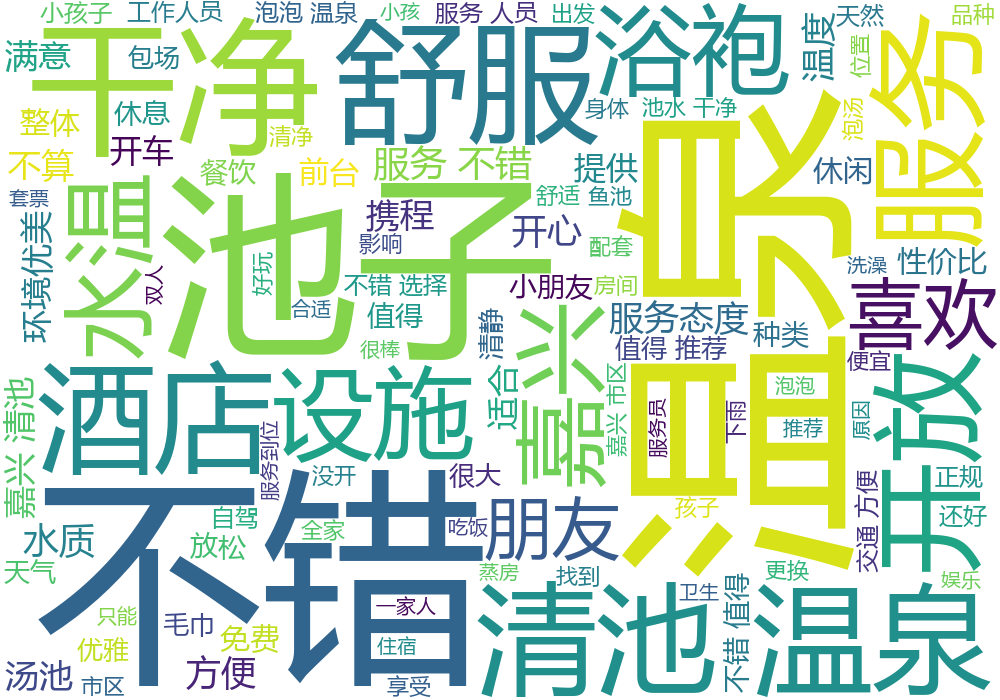 小孩子
工作人员
泡泡 温泉
小孩
服务 人员
出发
天然
品种
干净
舒服
浴袍
温度
位置
服务
满意
包场
整体
休息
清净
身体
池水 干净
泡汤
不算
开车
餐饮
前台
服务 不错
提供
休闲
套票
水温
池子
携程
舒适
鱼池
温泉
环境优美
双人
好玩
影响
开心
配套
洗澡
性价比
不错 选择
小朋友
房间
合适
值得
清静
嘉兴
服务态度
种类
喜欢
很棒
值得 推荐
便宜
嘉兴 清池
酒店
设施
适合
嘉兴 市区
服务员
下雨
泡泡
推荐
原因
开放
服务到位
没开
很大
正规
交通 方便
不错
自驾
全家
吃饭
朋友
孩子
还好
水质
放松
天气
蒸房
找到
更换
娱乐
只能
毛巾
免费
一家人
清池
卫生
不错 值得
温泉
优雅
住宿
汤池
市区
方便
享受